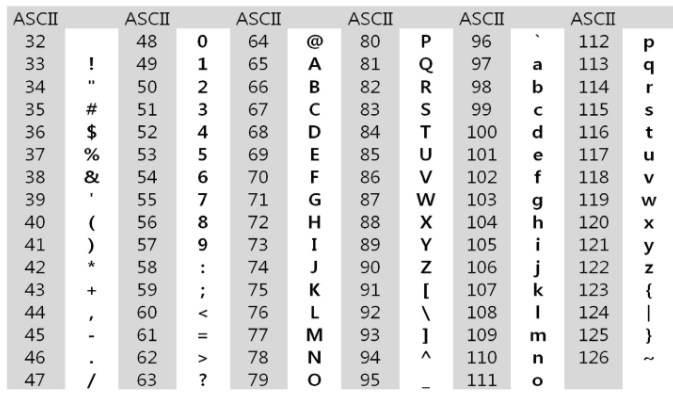 ASCII ASCII ASCII ASCII ASCII ASCII
32 48 0 64 @ 80 P 96 ` 112 p
33 ! 49 1 65 A 81 Q 97 a 113 q
34 " 50 2 66 B 82 R 98 b 114 r
35 # 51 3 67 C 83 S 99 c 115 s
36 $ 52 4 68 D 84 T 100 d 116 t
37 % 53 5 69 E 85 U 101 e 117 u
38 & 54 6 70 F 86 V 102 f 118 v
39 ' 55 7 71 G 87 W 103 g 119 w
40 ( 56 8 72 H 88 X 104 h 120 x
41 ) 57 9 73 I 89 Y 105 i 121 y
42 * 58 : 74 J 90 Z 106 j 122 z
43 + 59 ; 75 K 91 [ 107 k 123 {
44 , 60 < 76 L 92 \ 108 l 124 |
45 - 61 = 77 M 93 ] 109 m 125 }
46 . 62 > 78 N 94 ^ 110 n 126 ~
47 / 63 ? 79 O 95 _ 111 o